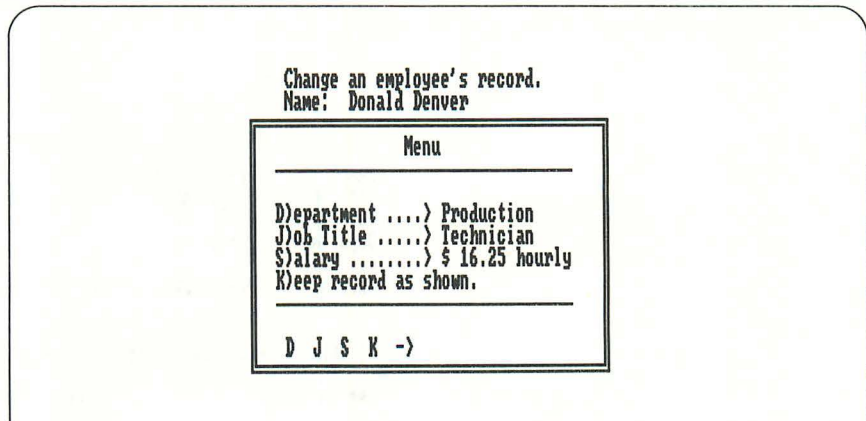 Change an employee's record.
Name: Donald Denver
Menu
D)epartment ....> Production
J)ob Title .....> Technician
S)alary ........> $ 16.25 hourly
K)eep record as shown.
D J S K ->